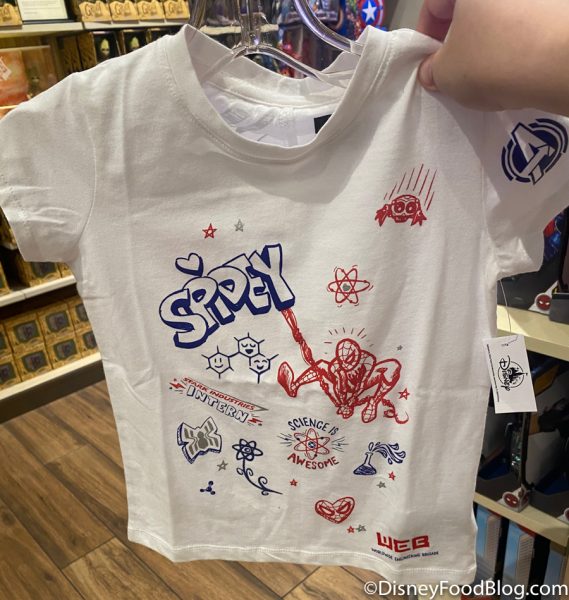 SPIDEY
STARK INDUSTRIES
INTERN
SCIENCE IS
AWESOME
WEB
WORLDWIDE ENGINEERING BRIGADE
©DisneyFoodBlog.com